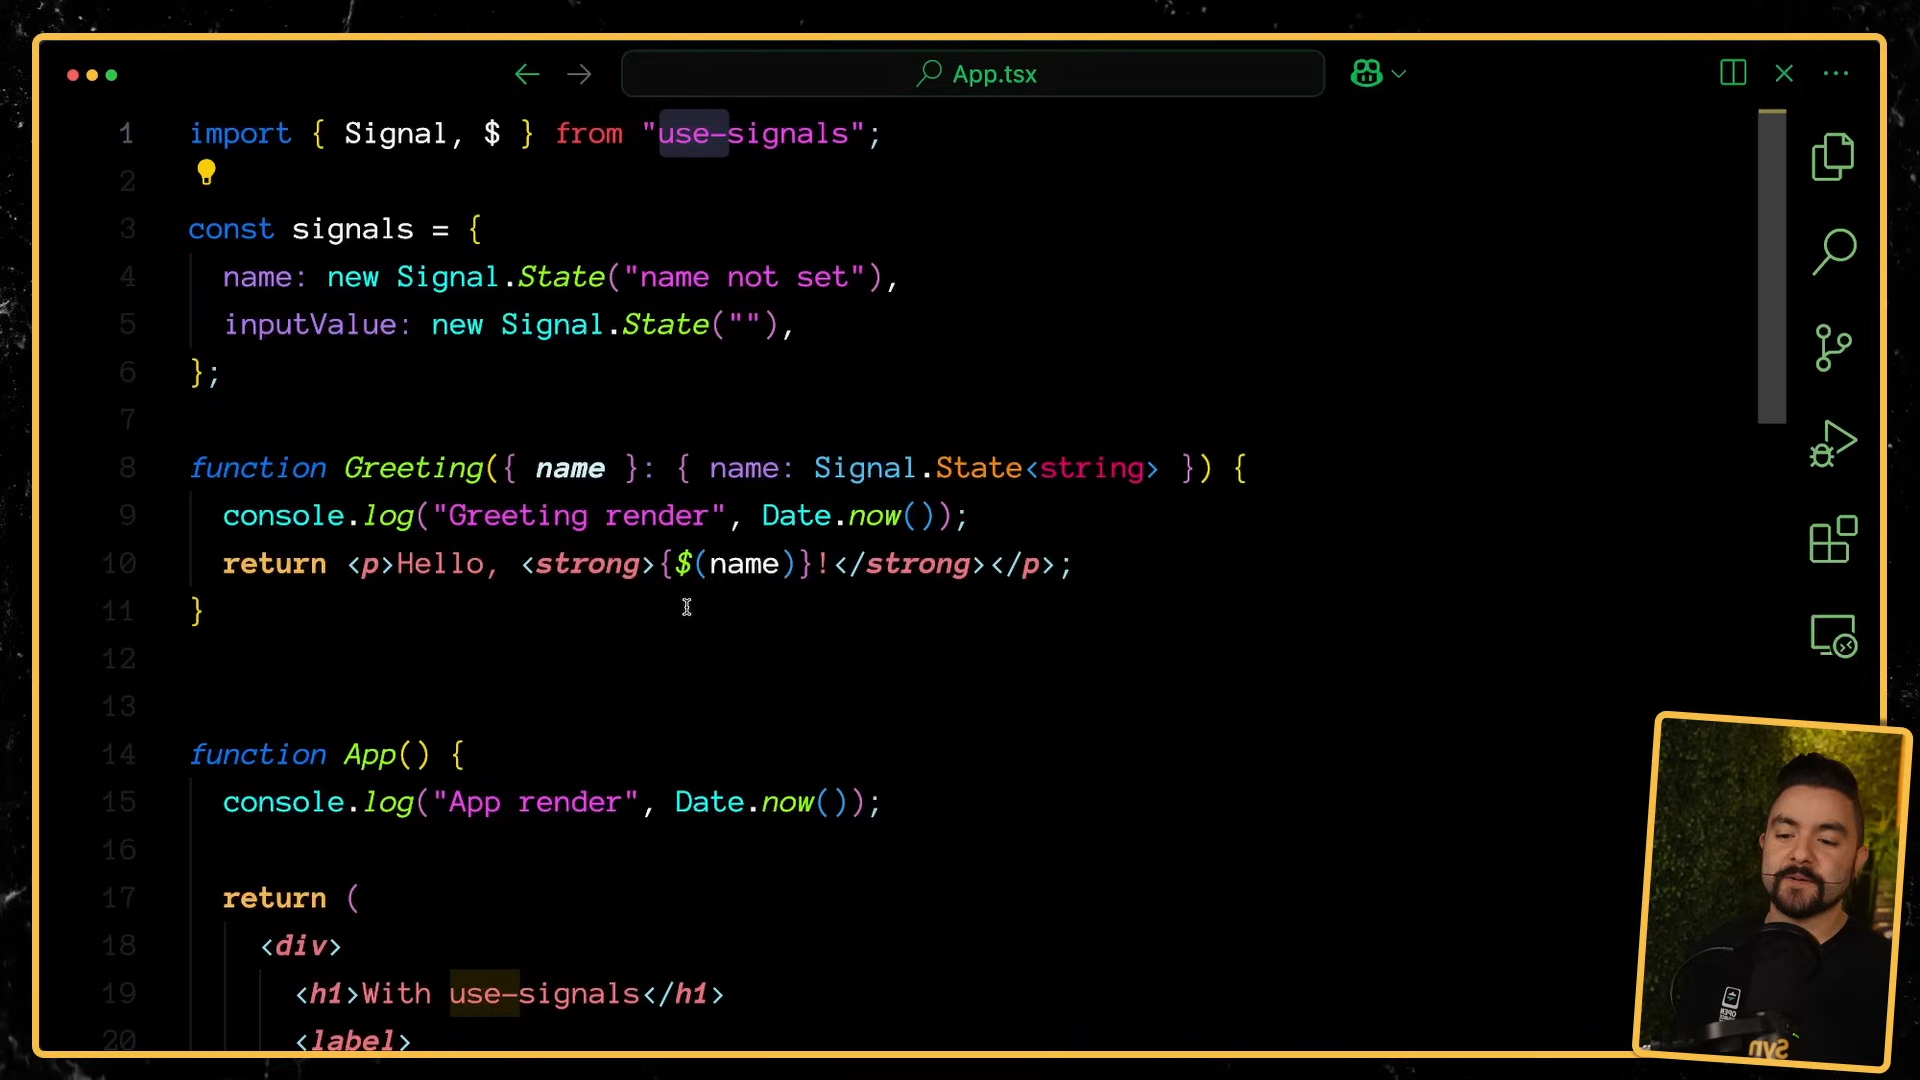 App.tsx
1 import { Signal, $ } from "use-signals";
2
3 const signals = {
4 name: new Signal.State("name not set"),
5 inputValue: new Signal.State(""),
6 };
7
8 function Greeting({ name }: { name: Signal.State<string> }) {
9 console.log("Greeting render", Date.now());
10 return <p>Hello, <strong>{$(name)}!</strong></p>;
11 }
12
13
14 function App() {
15 console.log("App render", Date.now());
16
17 return (
18 <div>
19 <h1>With use-signals</h1>
20 <label>